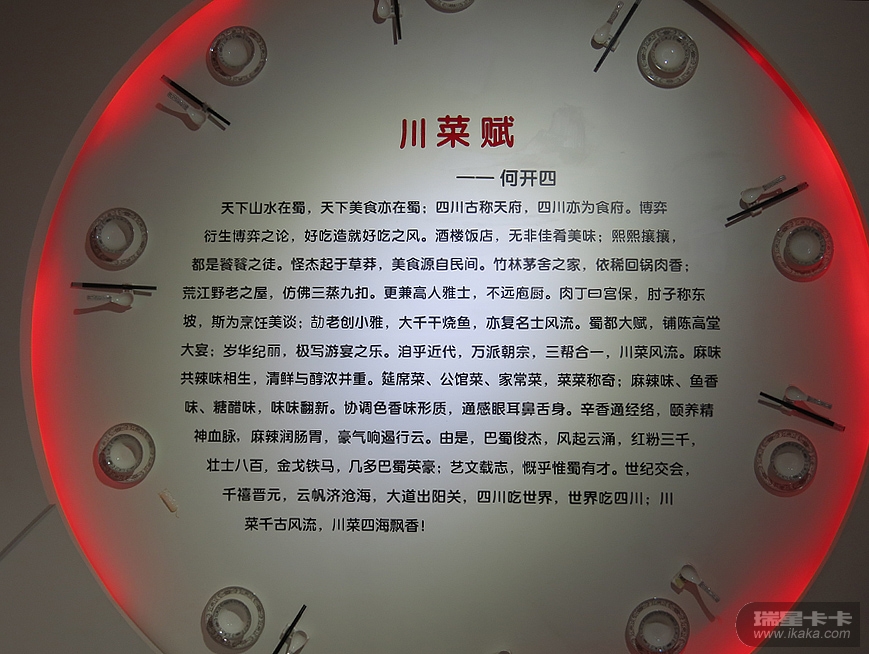 川菜赋
—— 何开四
天下山水在蜀，天下美食亦在蜀；四川古称天府，四川亦为食府。博弈
衍生博弈之论，好吃造就好吃之风。酒楼饭店，无非佳肴美味；熙熙攘攘，
都是饕餮之徒。怪杰起于草莽，美食源自民间。竹林茅舍之家，依稀回锅肉香；
荒江野老之屋，仿佛三蒸九扣。更兼高人雅士，不远庖厨。肉丁曰宫保，肘子称东
坡，斯为烹饪美谈；劼老创小雅，大千干烧鱼，亦复名士风流。蜀都大赋，铺陈高堂
大宴；岁华纪丽，极写游宴之乐。洎乎近代，万派朝宗，三帮合一，川菜风流。麻味
共辣味相生，清鲜与醇浓并重。筵席菜、公馆菜、家常菜，菜菜称奇；麻辣味、鱼香
味、糖醋味，味味翻新。协调色香味形质，通感眼耳鼻舌身。辛香通经络，颐养精
神血脉，麻辣润肠胃，豪气响遏行云。由是，巴蜀俊杰，风起云涌，红粉三千，
壮士八百，金戈铁马，几多巴蜀英豪；艺文载志，慨乎惟蜀有才。世纪交会，
千禧晋元，云帆济沧海，大道出阳关，四川吃世界，世界吃四川；川
菜千古风流，川菜四海飘香！
瑞星卡卡
www.ikaka.com